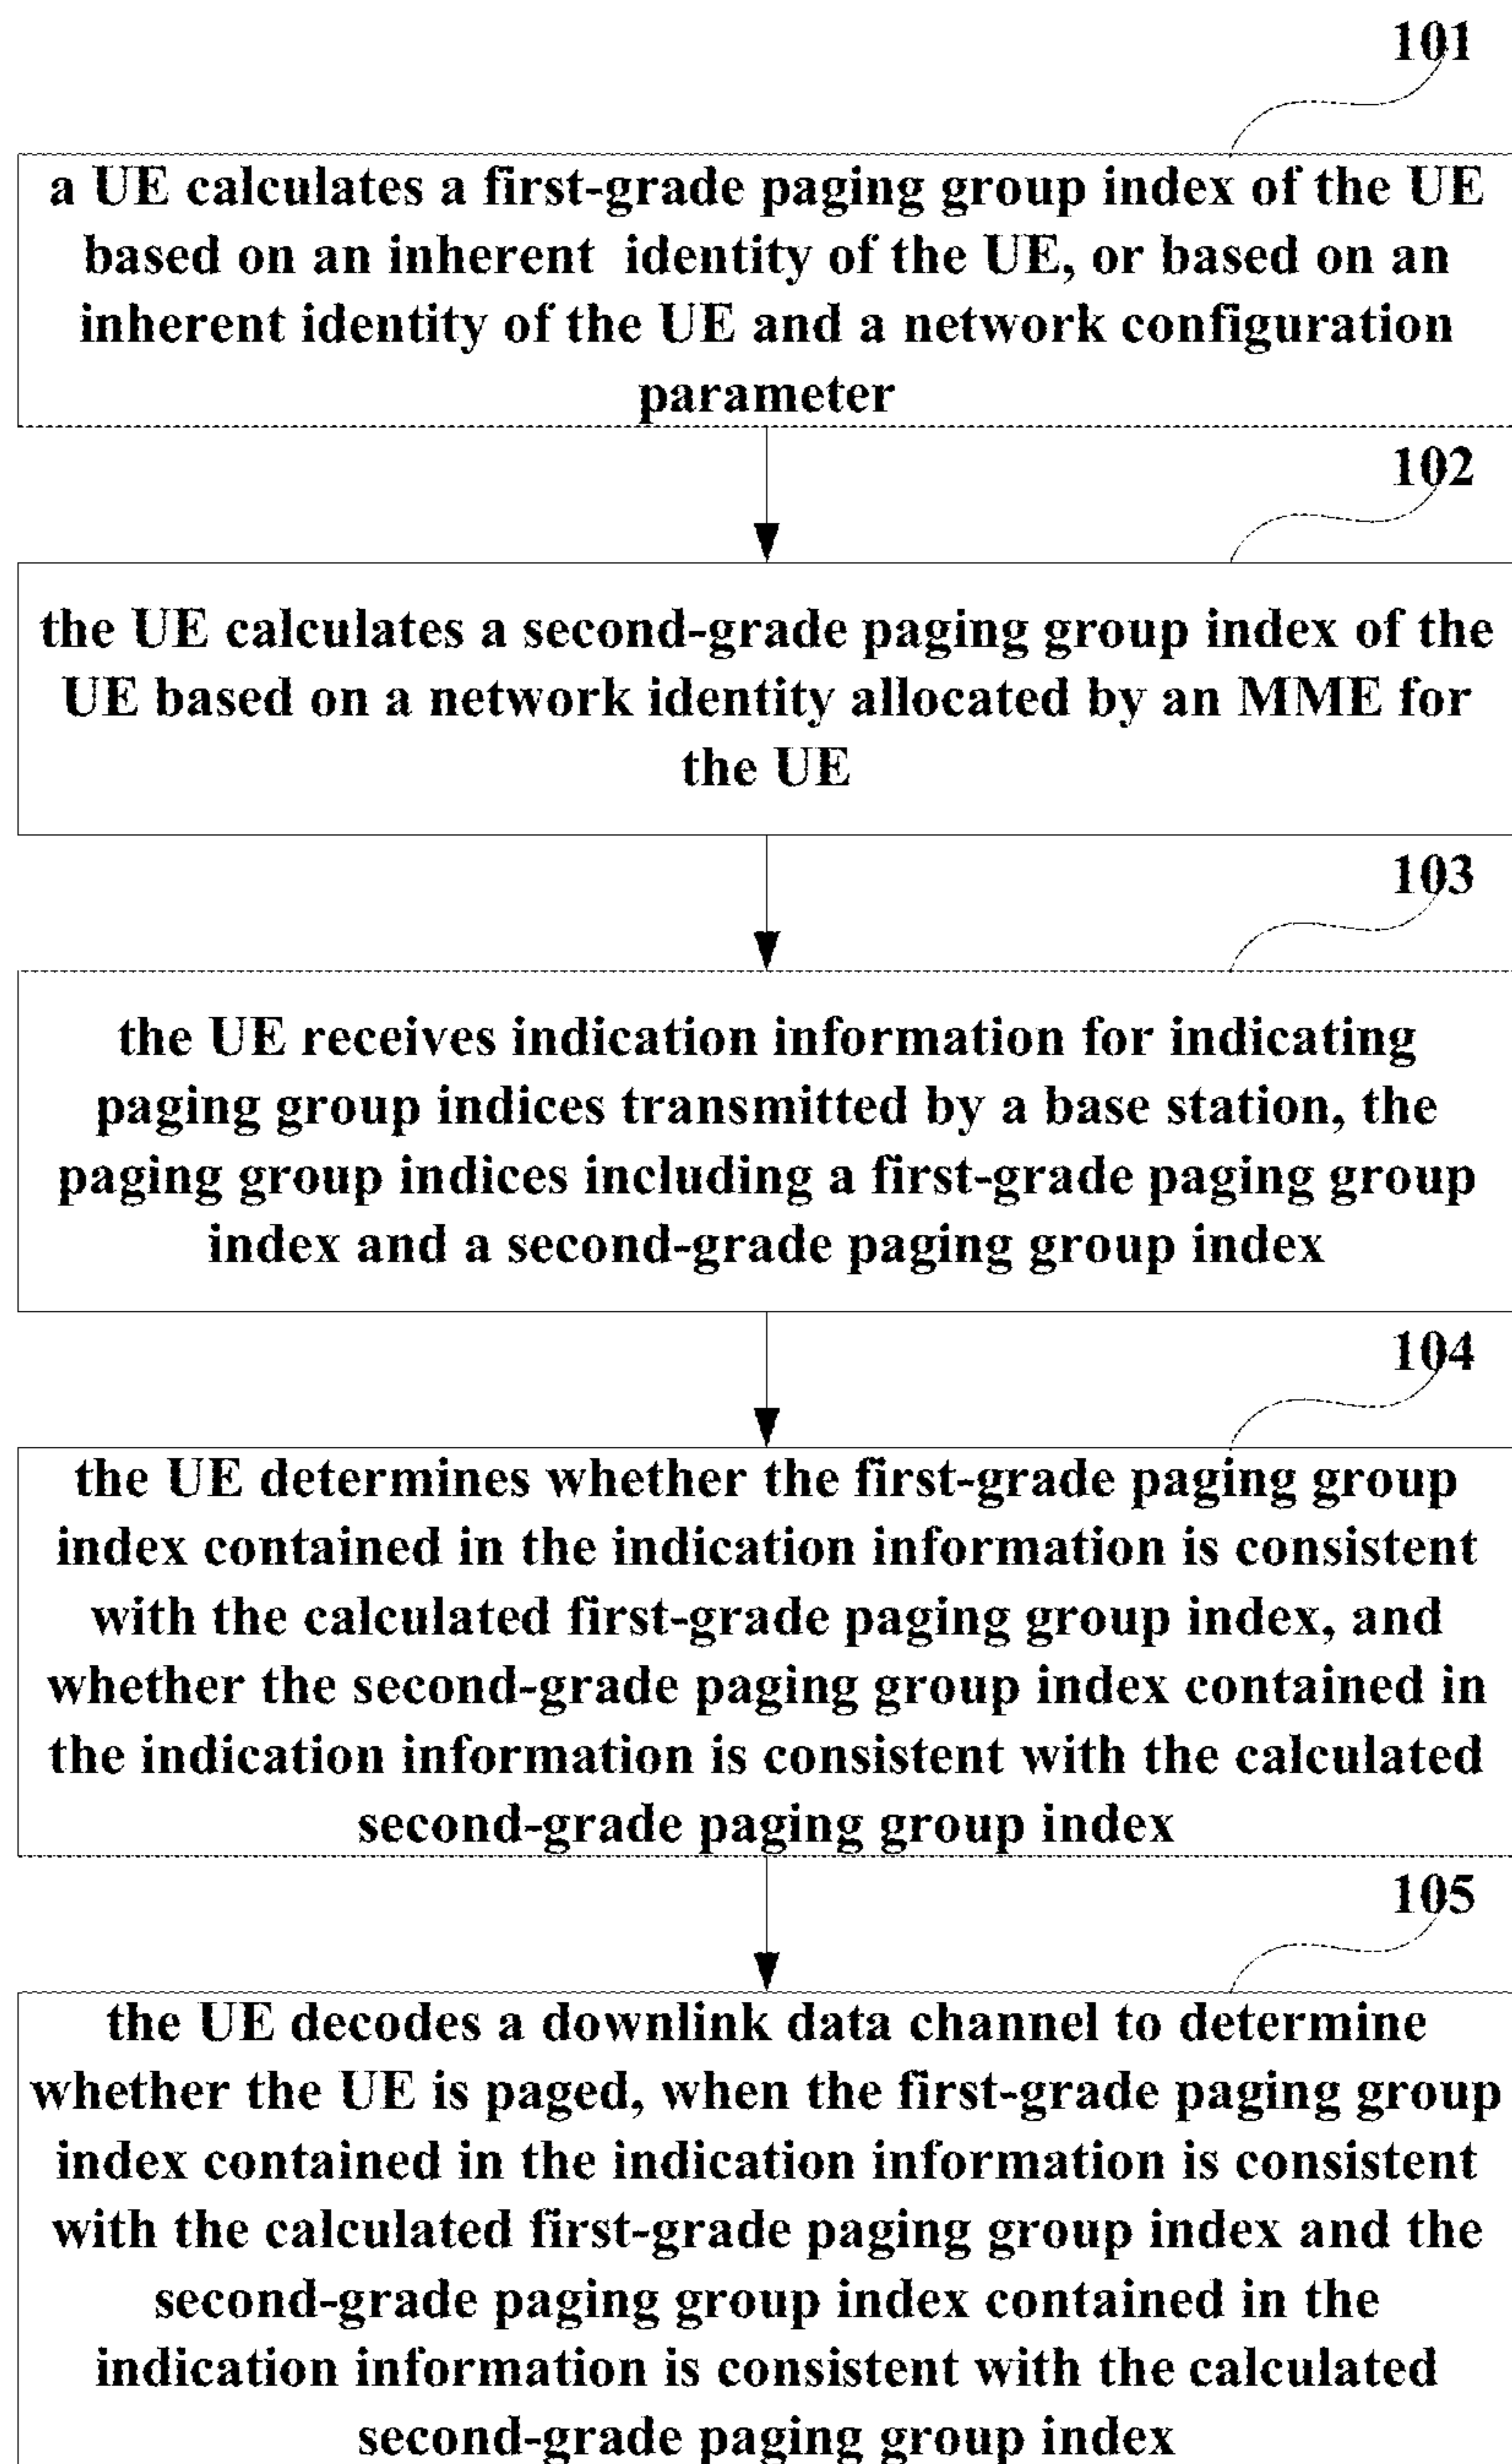 101
a UE calculates a first-grade paging group index of the UE
based on an inherent identity of the UE, or based on an
inherent identity of the UE and a network configuration
parameter
102
the UE calculates a second-grade paging group index of the
UE based on a network identity allocated by an MME for
the UE
103
the UE receives indication information for indicating
paging group indices transmitted by a base station, the
paging group indices including a first-grade paging group
index and a second-grade paging group index
104
the UE determines whether the first-grade paging group
index contained in the indication information is consistent
with the calculated first-grade paging group index, and
whether the second-grade paging group index contained in
the indication information is consistent with the calculated
second-grade paging group index
105
the UE decodes a downlink data channel to determine
whether the UE is paged, when the first-grade paging group
index contained in the indication information is consistent
with the calculated first-grade paging group index and the
second-grade paging group index contained in the
indication information is consistent with the calculated
second-grade paging group index